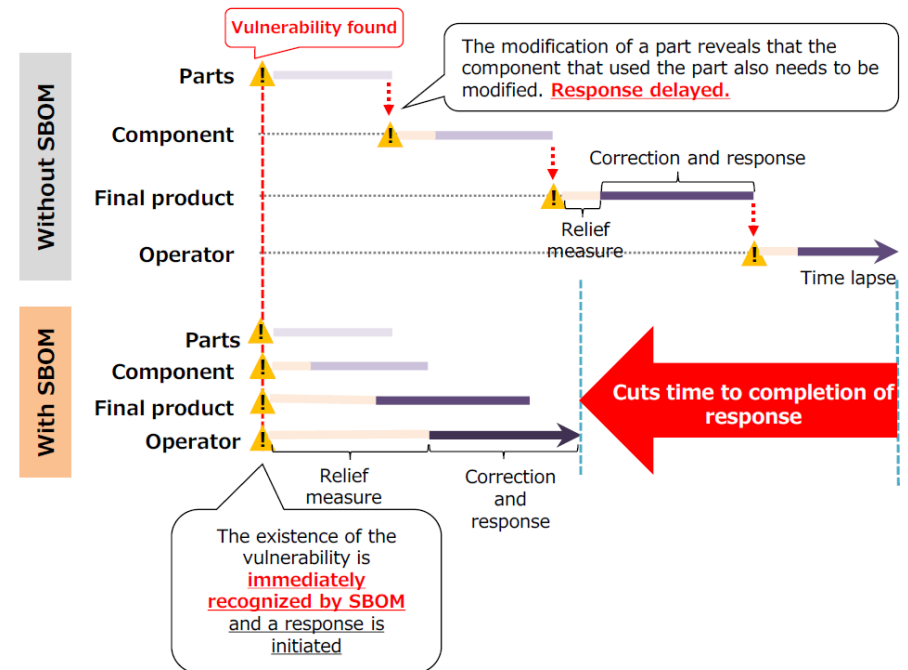 Vulnerability found
The modification of a part reveals that the
component that used the part also needs to be
modified. Response delayed.
Without SBOM
Parts
!
Component
!
Correction and response
Final product
!
Relief
measure
Operator
!
Time lapse
With SBOM
Parts
!
Component
!
Final product
!
Operator
!
Cuts time to completion of
response
Relief
measure
Correction
and
response
The existence of the
vulnerability is
immediately
recognized by SBOM
and a response is
initiated